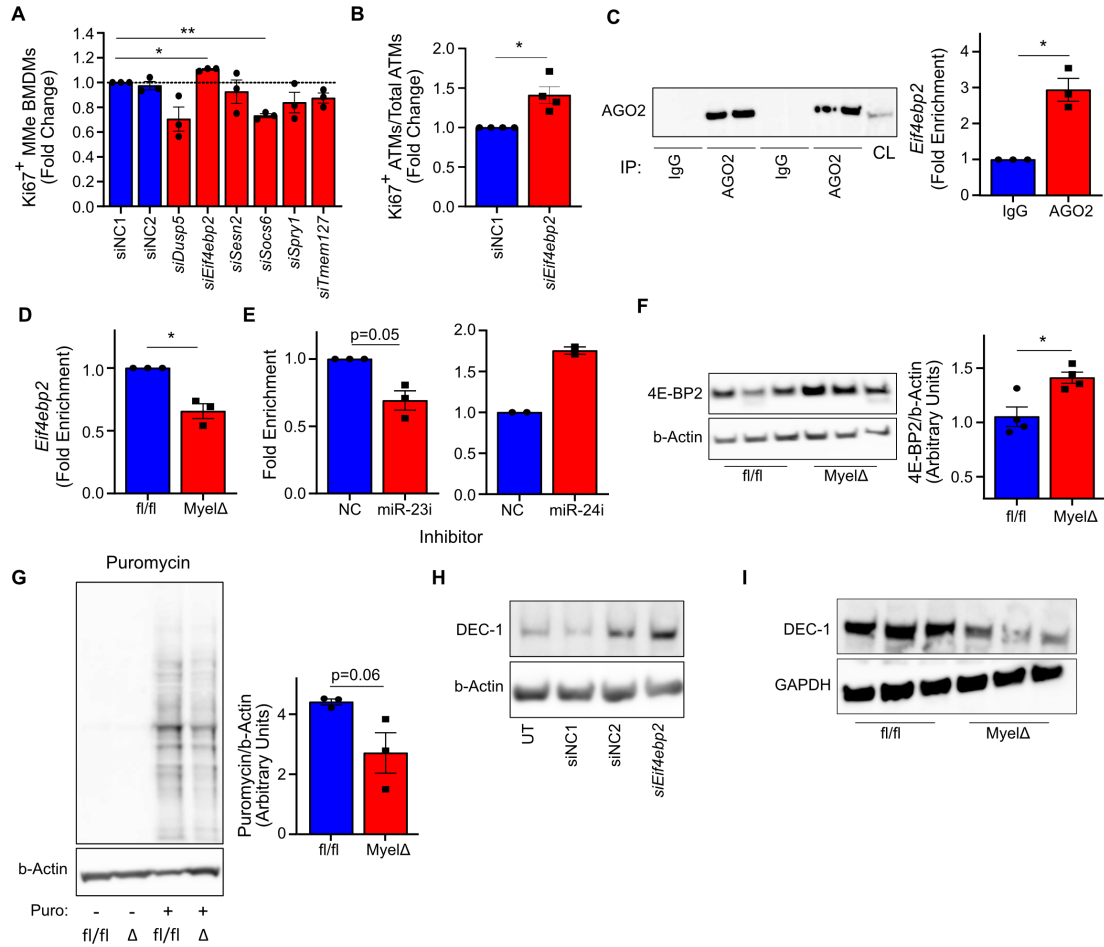 A
Ki67+ MMe BMDMs
(Fold Change)
1.4
1.2
1.0
0.8
0.6
0.4
0.2
0.0
**
*
siNC1
siNC2
siDusp5
siEif4ebp2
siSesn2
siSocs6
siSpry1
siTmem127
B
Ki67+ ATMs/Total ATMs
(Fold Change)
2.0
1.5
1.0
0.5
0.0
*
siNC1
siEif4ebp2
C
AGO2
IP:
IgG
AGO2
IgG
AGO2
CL
Eif4ebp2
(Fold Enrichment)
4
3
2
1
0
*
IgG
AGO2
D
Eif4ebp2
(Fold Enrichment)
1.0
0.5
0.0
*
fl/fl
MyelΔ
E
Fold Enrichment
1.0
0.5
0.0
p=0.05
NC
miR-23i
2.0
1.5
1.0
0.5
0.0
NC
miR-24i
Inhibitor
F
4E-BP2
b-Actin
fl/fl
MyelΔ
4E-BP2/b-Actin
(Arbitrary Units)
1.5
1.0
0.5
*
fl/fl
MyelΔ
G
Puromycin
b-Actin
Puro:
-
-
+
+
fl/fl
Δ
fl/fl
Δ
Puromycin/b-Actin
(Arbitrary Units)
4
2
0
p=0.06
fl/fl
MyelΔ
H
DEC-1
b-Actin
UT
siNC1
siNC2
siEif4ebp2
I
DEC-1
GAPDH
fl/fl
MyelΔ